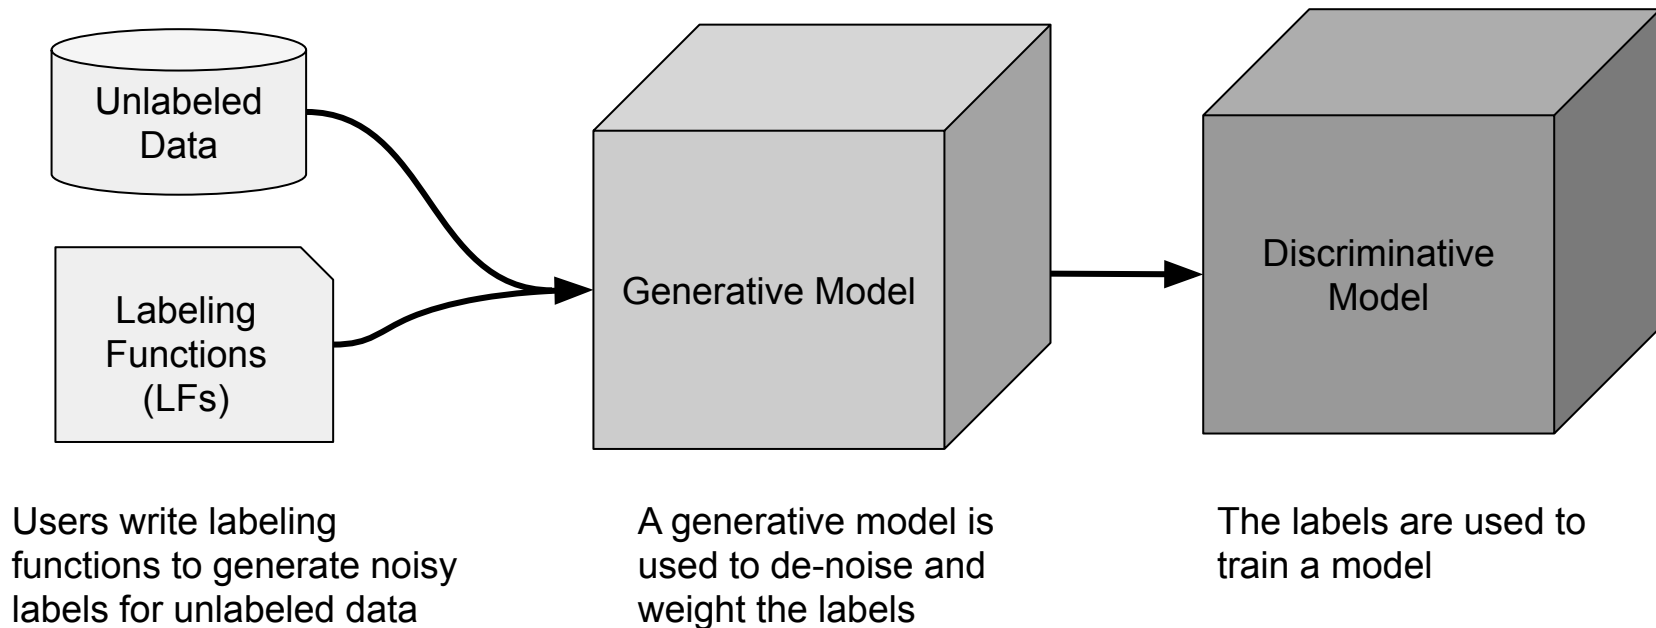 Unlabeled
Data
Labeling
Functions
(LFs)
Generative Model
Discriminative
Model
Users write labeling
functions to generate noisy
labels for unlabeled data
A generative model is
used to de-noise and
weight the labels
The labels are used to
train a model